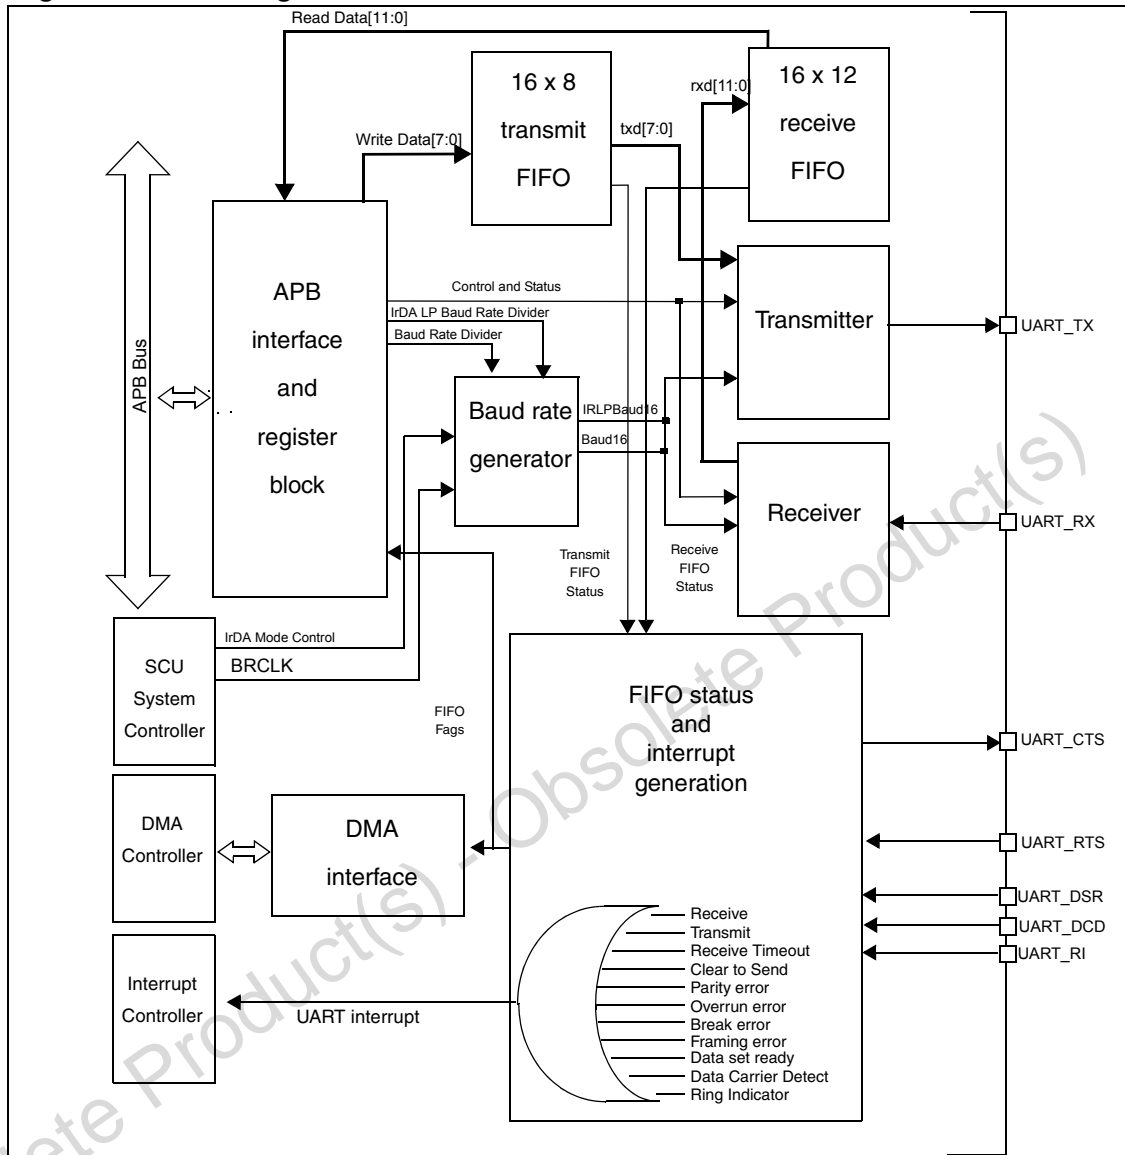 Read Data[11:0]
16 x 8
transmit
FIFO
16 x 12
receive
FIFO
rxd[11:0]
txd[7:0]
Write Data[7:0]
APB Bus
APB
interface
and
register
block
Control and Status
IrDA LP Baud Rate Divider
Baud Rate Divider
Transmitter
UART_TX
Baud rate
generator
IRLPBaud16
Baud16
Receiver
UART_RX
Transmit
FIFO
Status
Receive
FIFO
Status
IrDA Mode Control
BRCLK
SCU
System
Controller
FIFO
Fags
FIFO status
and
interrupt
generation
UART_CTS
DMA
Controller
DMA
interface
UART_RTS
UART_DSR
UART_DCD
UART_RI
Receive
Transmit
Receive Timeout
Clear to Send
Parity error
Overrun error
Break error
Framing error
Data set ready
Data Carrier Detect
Ring Indicator
Interrupt
Controller
UART interrupt
lete Product(s) - Obsolete Product(s)